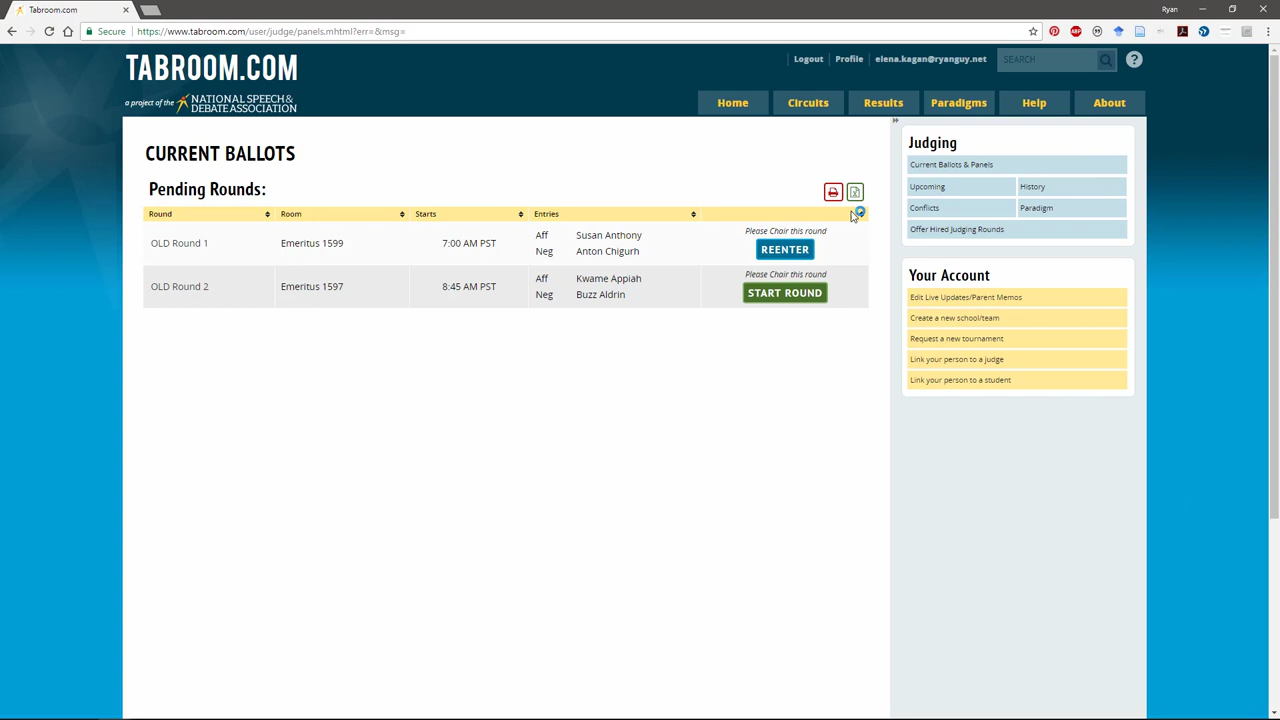 Tabroom.com
Ryan
Secure
https://www.tabroom.com/user/judge/panels.mhtml?err=&msg=
TABROOM.COM
a project of the NATIONAL SPEECH & DEBATE ASSOCIATION
Logout Profile elena.kagan@ryanguy.net SEARCH ?
Home Circuits Results Paradigms Help About
CURRENT BALLOTS
Pending Rounds:
Round Room Starts Entries
OLD Round 1 Emeritus 1599 7:00 AM PST
Aff Susan Anthony
Neg Anton Chigurh
Please Chair this round
REENTER
OLD Round 2 Emeritus 1597 8:45 AM PST
Aff Kwame Appiah
Neg Buzz Aldrin
Please Chair this round
START ROUND
Judging
Current Ballots & Panels
Upcoming History
Conflicts Paradigm
Offer Hired Judging Rounds
Your Account
Edit Live Updates/Parent Memos
Create a new school/team
Request a new tournament
Link your person to a judge
Link your person to a student